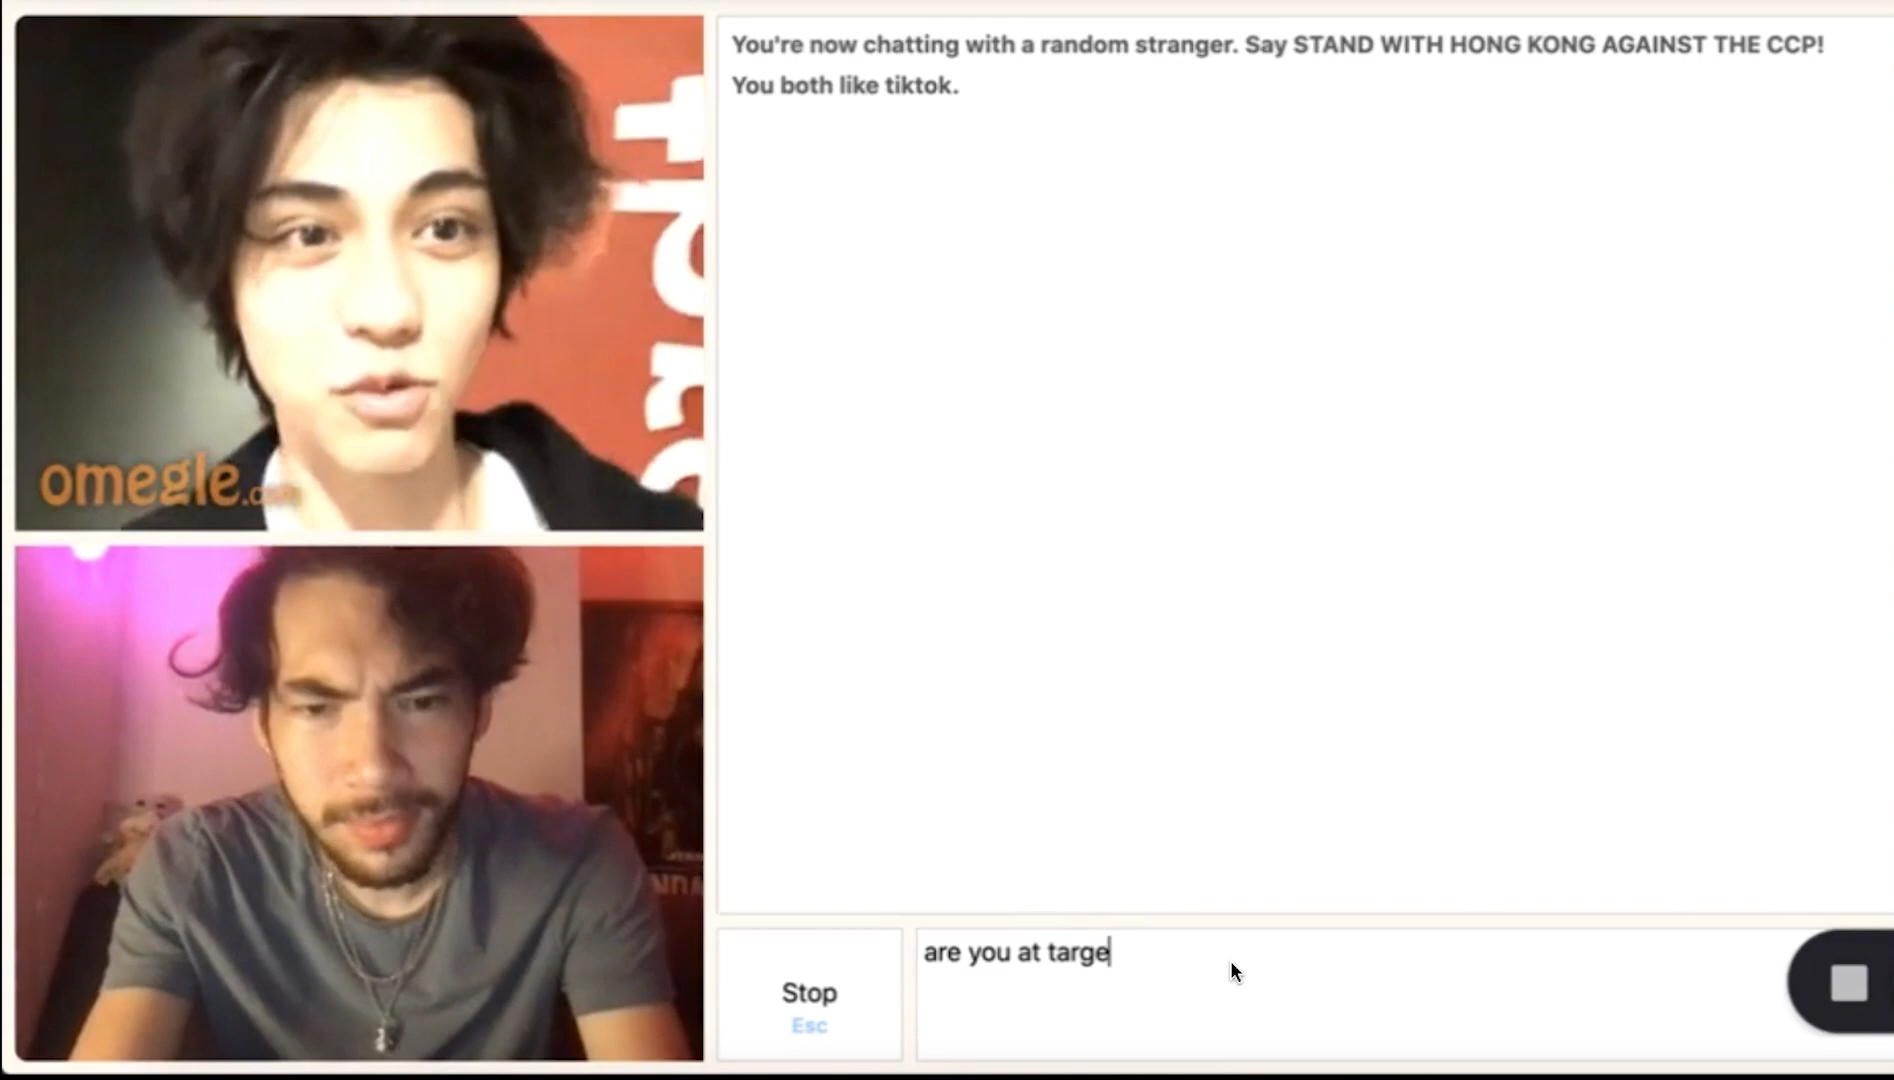 You're now chatting with a random stranger. Say STAND WITH HONG KONG AGAINST THE CCP!
You both like tiktok.
omegle
are you at targe
Stop
Esc